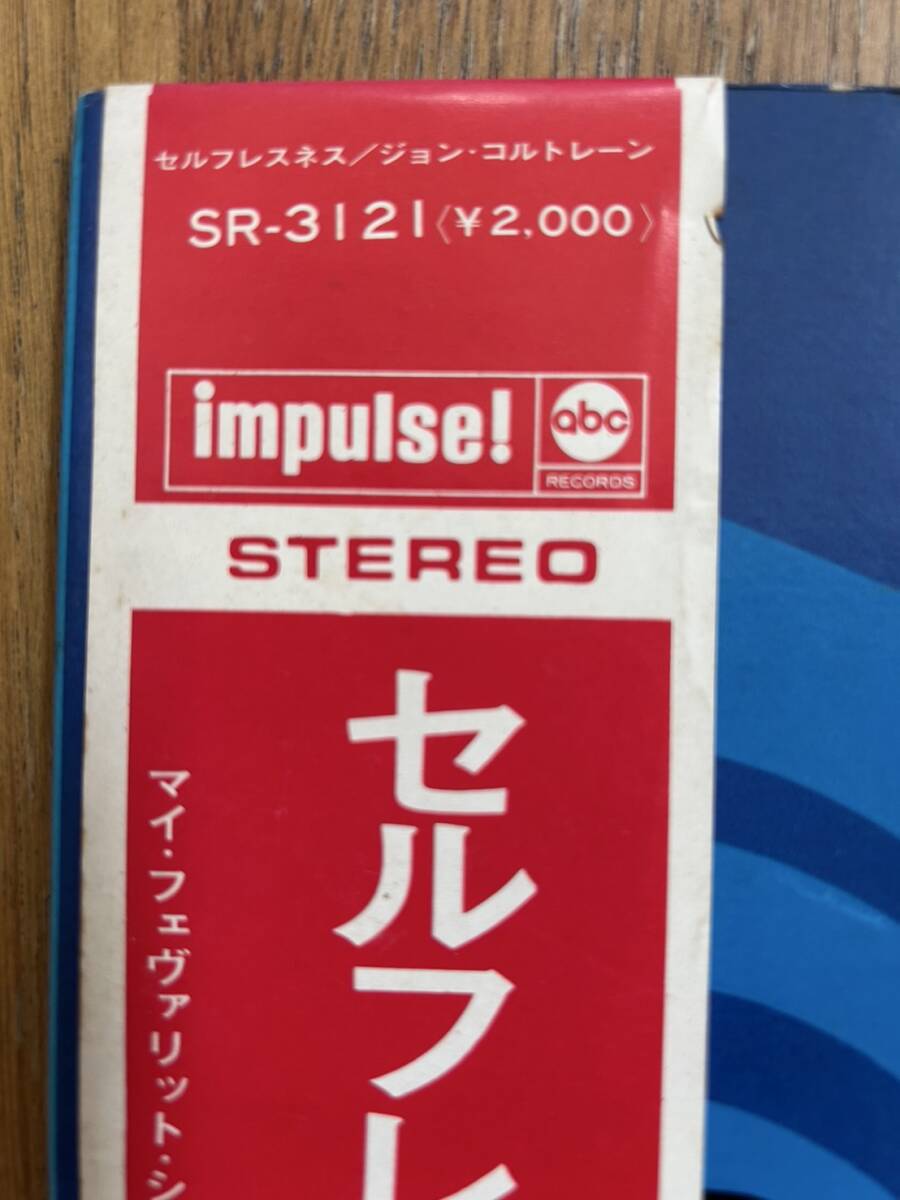 セルフレスネス／ジョン・コルトレーン
SR-3121〈¥2,000〉
impulse!
abc
RECORDS
STEREO
セルフレ
マイ・フェヴァリット・シ